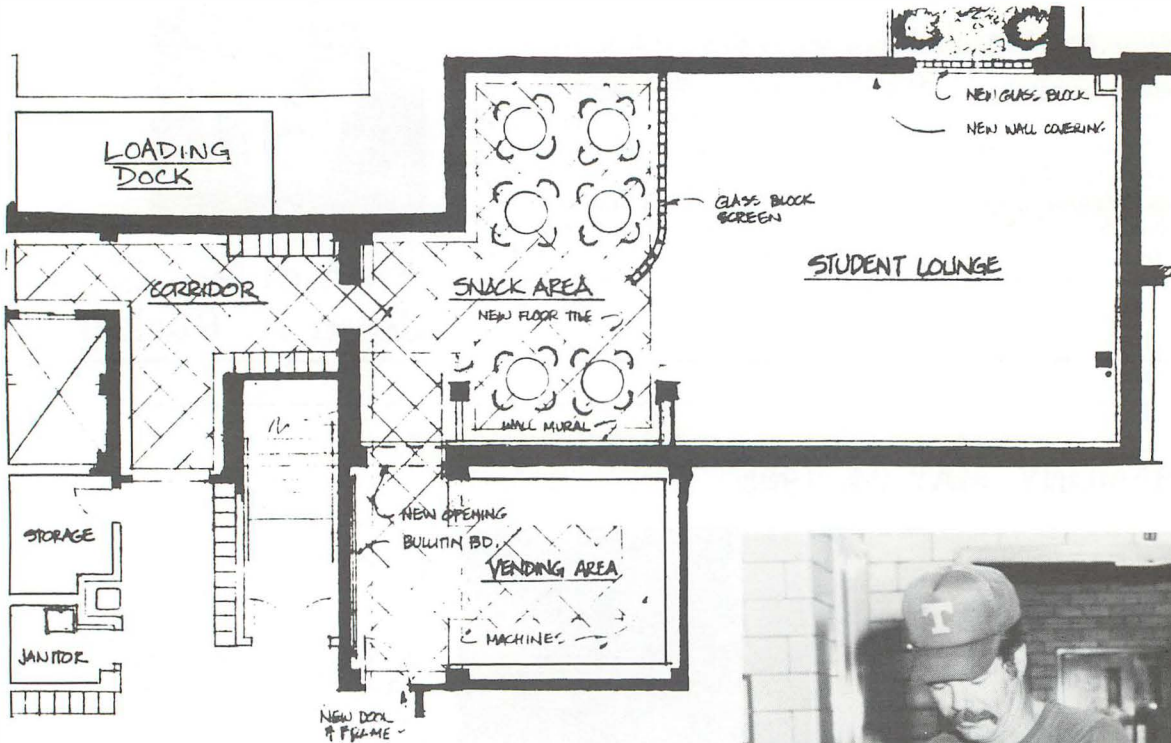 LOADING
DOCK
NEW GLASS BLOCK
NEW WALL COVERING
GLASS BLOCK
SCREEN
STUDENT LOUNGE
CORRIDOR
SNACK AREA
NEW FLOOR TILE
WALL MURAL
STORAGE
NEW OPENING
BULLITIN BD.
VENDING AREA
MACHINES
JANITOR
NEW DOOR
& FRAME
T